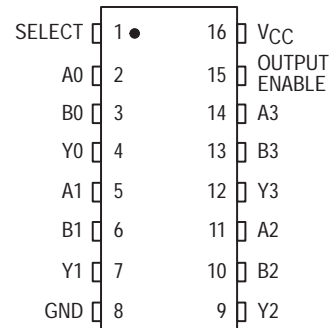 SELECT 1 16 VCC
A0 2 15 OUTPUT ENABLE
B0 3 14 A3
Y0 4 13 B3
A1 5 12 Y3
B1 6 11 A2
Y1 7 10 B2
GND 8 9 Y2